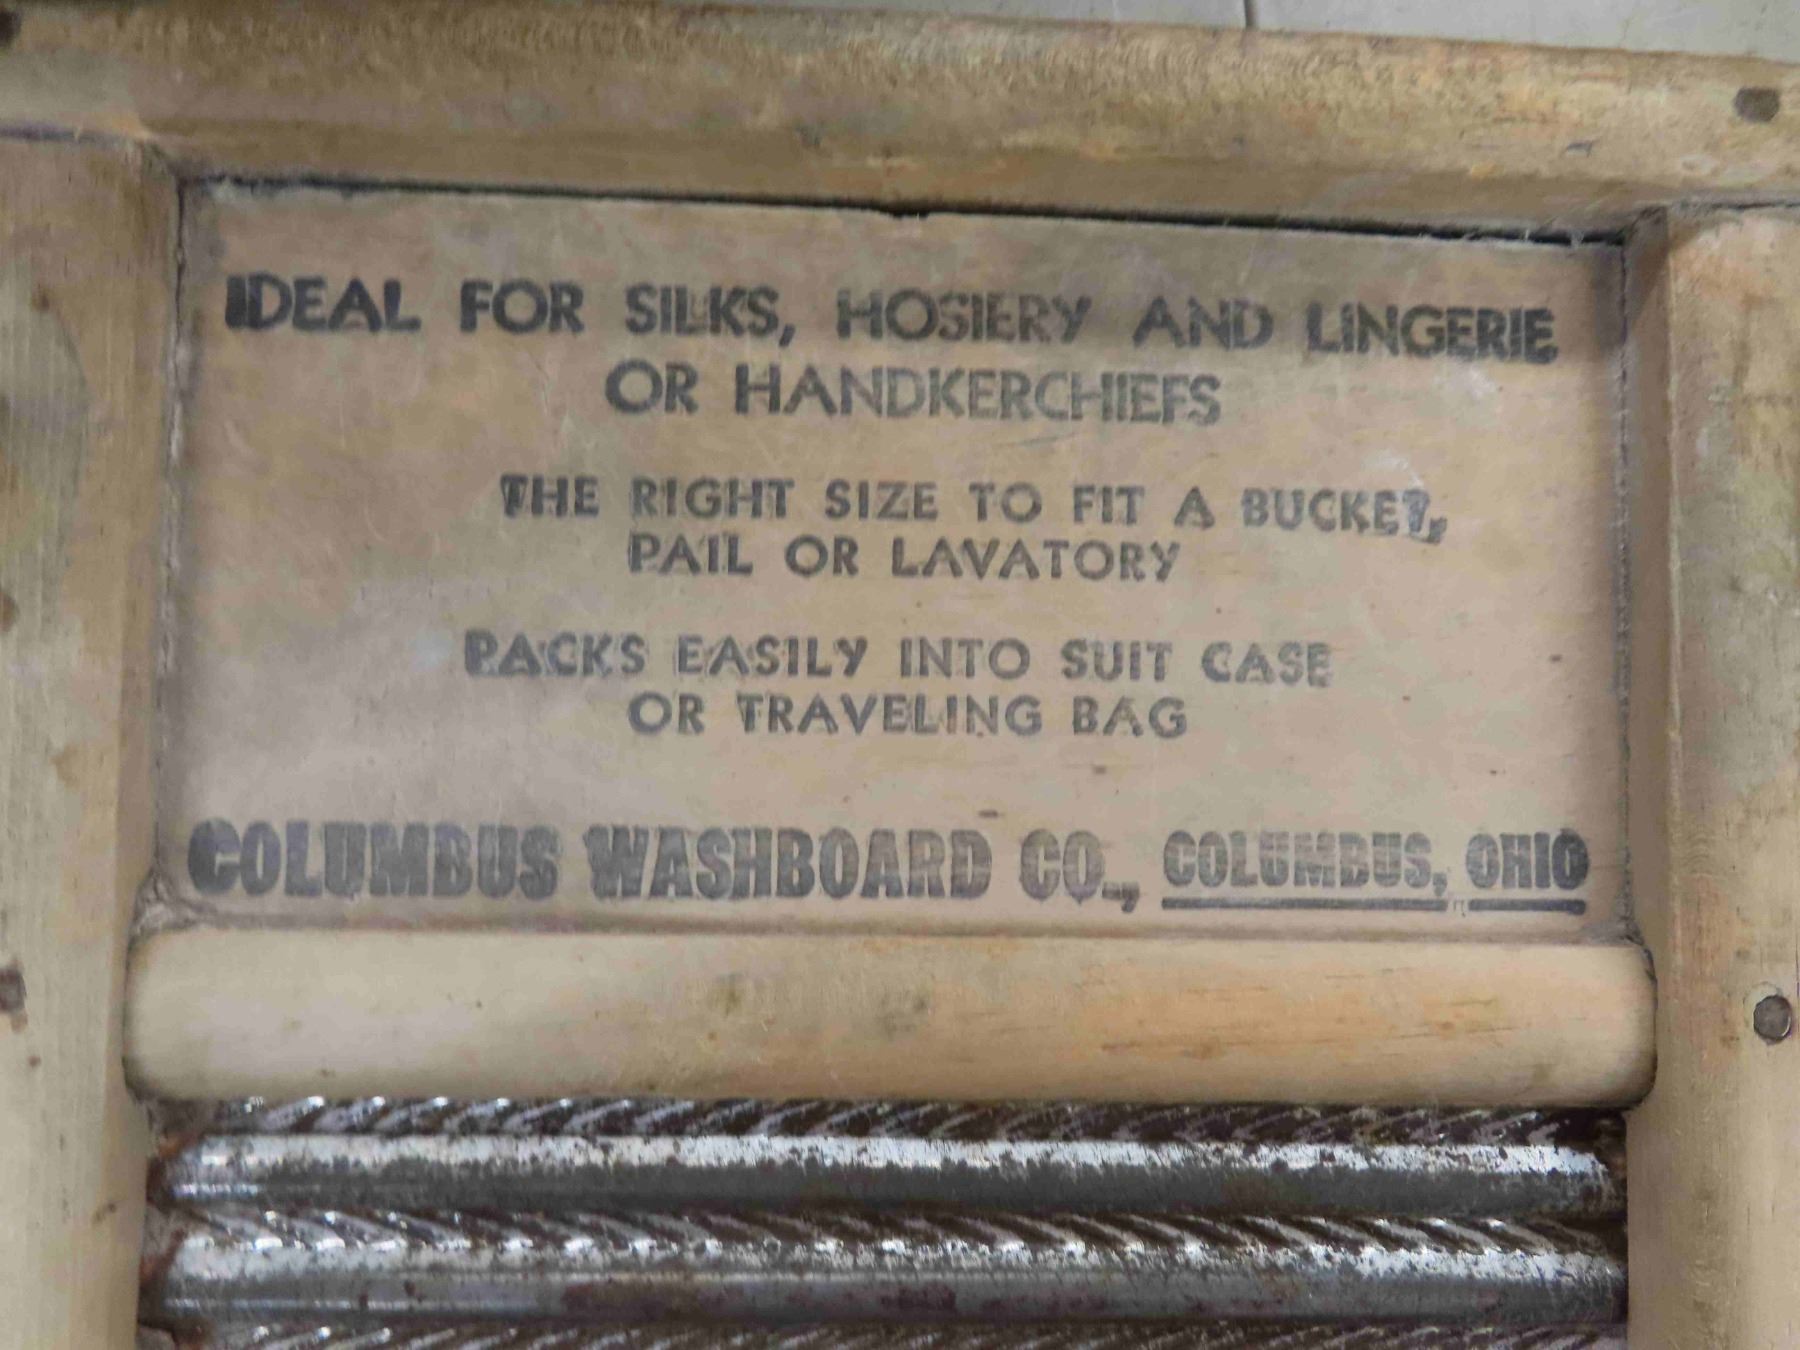 IDEAL FOR SILKS, HOSIERY AND LINGERIE
OR HANDKERCHIEFS
THE RIGHT SIZE TO FIT A BUCKET,
PAIL OR LAVATORY
PACKS EASILY INTO SUIT CASE
OR TRAVELING BAG
COLUMBUS WASHBOARD CO., COLUMBUS, OHIO